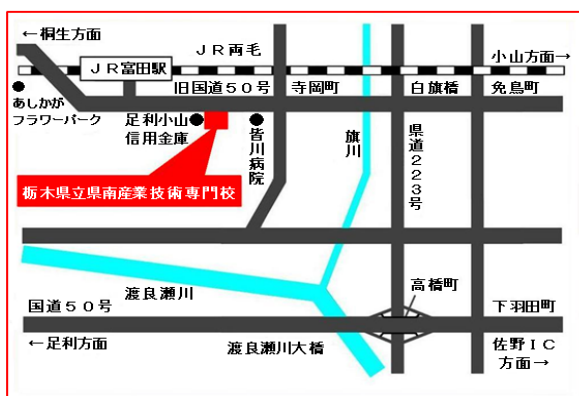 ←桐生方面
ＪＲ両毛
小山方面→
ＪＲ富田駅
旧国道５０号
寺岡町
白旗橋
免鳥町
あしかが
フラワーパーク
足利小山
信用金庫
皆川病院
旗川
県道２２３号
栃木県立県南産業技術専門校
渡良瀬川
高橋町
国道５０号
下羽田町
←足利方面
渡良瀬川大橋
佐野ＩＣ
方面→